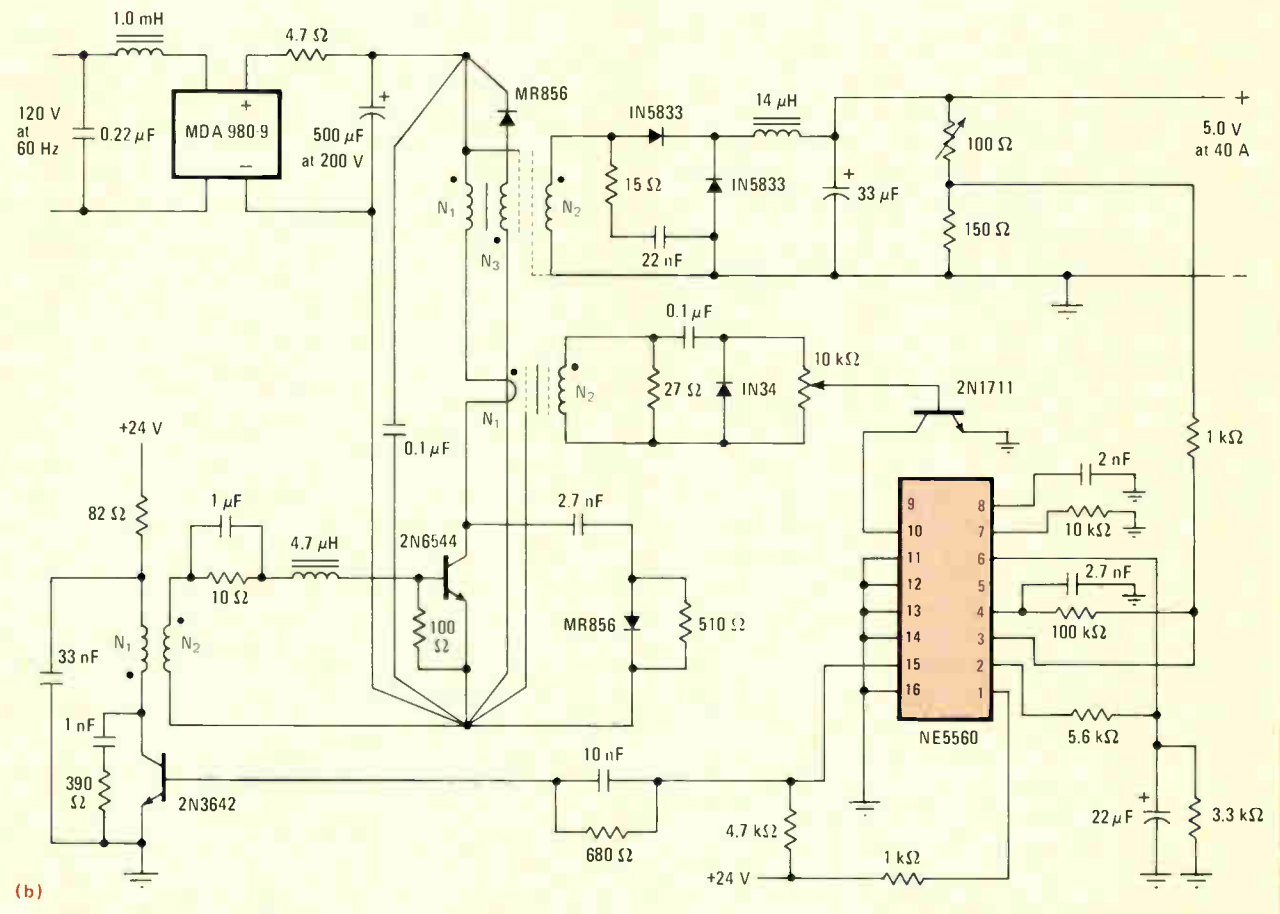 1.0 mH
4.7 Ω
MR856
120 V
at
60 Hz
0.22 μF
MDA 980-9
+
−
+
500 μF
at 200 V
14 μH
IN5833
15 Ω
IN5833
22 nF
+
33 μF
100 Ω
150 Ω
+
5.0 V
at 40 A
−
N1
N3
N2
0.1 μF
N1
N2
27 Ω
IN34
10 kΩ
2N1711
1 kΩ
0.1 μF
+24 V
82 Ω
1 μF
10 Ω
4.7 μH
2N6544
2.7 nF
100
Ω
MR856
510 Ω
N1
N2
33 nF
1 nF
390
Ω
2N3642
9
10
11
12
13
14
15
16
8
7
6
5
4
3
2
1
NE5560
2 nF
10 kΩ
2.7 nF
100 kΩ
5.6 kΩ
+
22 μF
3.3 kΩ
10 nF
680 Ω
4.7 kΩ
+24 V
1 kΩ
(b)